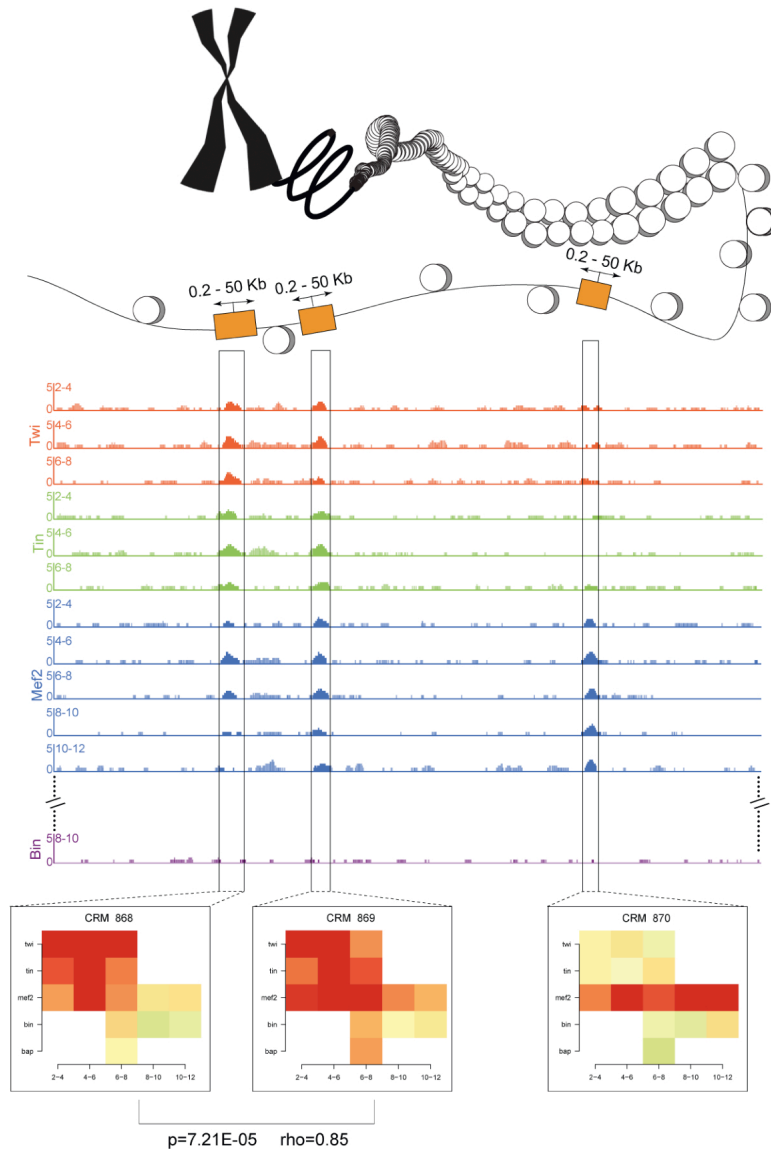 0.2 - 50 Kb
0.2 - 50 Kb
0.2 - 50 Kb
Twi
5 2-4
0
5 4-6
0
5 6-8
0
Tin
5 2-4
0
5 4-6
0
5 6-8
0
Mef2
5 2-4
0
5 4-6
0
5 6-8
0
5 8-10
0
5 10-12
0
Bin
5 8-10
0
CRM 868
twi
tin
mef2
bin
bap
2-4 4-6 6-8 8-10 10-12
CRM 869
twi
tin
mef2
bin
bap
2-4 4-6 6-8 8-10 10-12
CRM 870
twi
tin
mef2
bin
bap
2-4 4-6 6-8 8-10 10-12
p=7.21E-05 rho=0.85